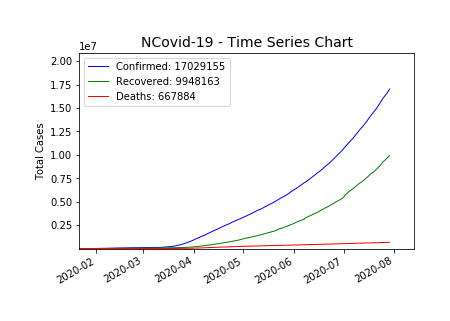 NCovid-19 - Time Series Chart
1e7
Confirmed: 17029155
Recovered: 9948163
Deaths: 667884
Total Cases
2.00
1.75
1.50
1.25
1.00
0.75
0.50
0.25
2020-02
2020-03
2020-04
2020-05
2020-06
2020-07
2020-08